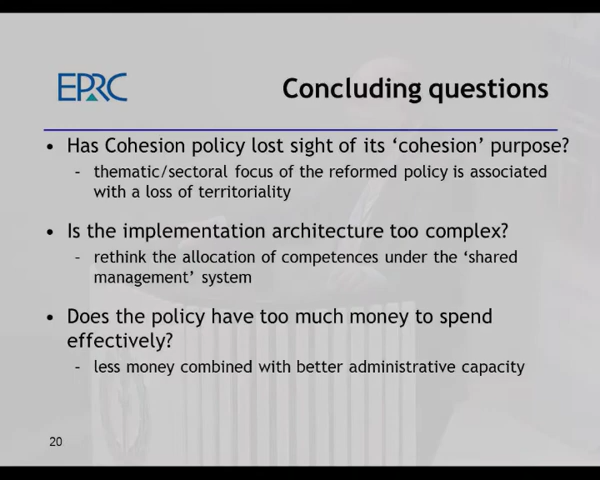 EPRC
Concluding questions
• Has Cohesion policy lost sight of its ‘cohesion’ purpose?
- thematic/sectoral focus of the reformed policy is associated
with a loss of territoriality
• Is the implementation architecture too complex?
- rethink the allocation of competences under the ‘shared
management’ system
• Does the policy have too much money to spend
effectively?
- less money combined with better administrative capacity
20